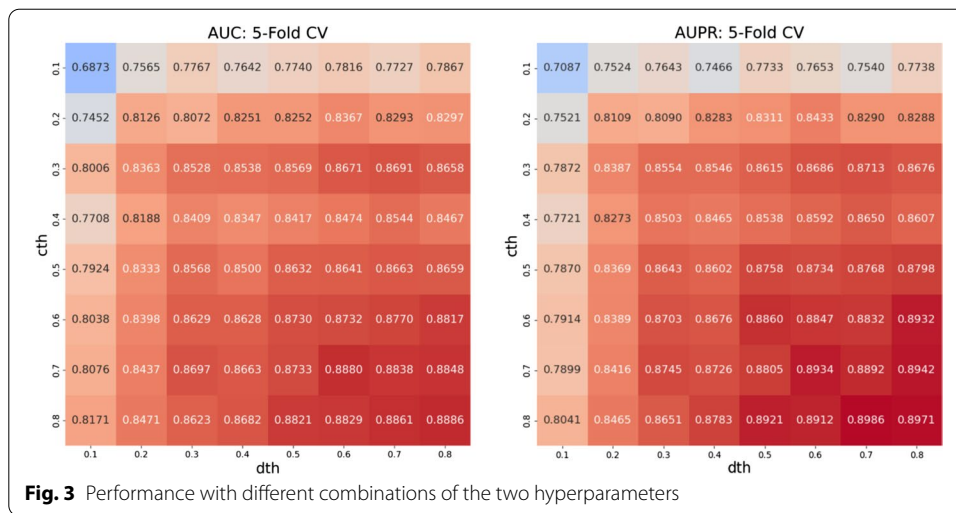 AUC: 5-Fold CV
0.1 0.6873 0.7565 0.7767 0.7642 0.7740 0.7816 0.7727 0.7867
0.2 0.7452 0.8126 0.8072 0.8251 0.8252 0.8367 0.8293 0.8297
0.3 0.8006 0.8363 0.8528 0.8538 0.8569 0.8671 0.8691 0.8658
0.4 0.7708 0.8188 0.8409 0.8347 0.8417 0.8474 0.8544 0.8467
cth
0.5 0.7924 0.8333 0.8568 0.8500 0.8632 0.8641 0.8663 0.8659
0.6 0.8038 0.8398 0.8629 0.8628 0.8730 0.8732 0.8770 0.8817
0.7 0.8076 0.8437 0.8697 0.8663 0.8733 0.8880 0.8838 0.8848
0.8 0.8171 0.8471 0.8623 0.8682 0.8821 0.8829 0.8861 0.8886
0.1 0.2 0.3 0.4 0.5 0.6 0.7 0.8
dth
AUPR: 5-Fold CV
0.1 0.7087 0.7524 0.7643 0.7466 0.7733 0.7653 0.7540 0.7738
0.2 0.7521 0.8109 0.8090 0.8283 0.8311 0.8433 0.8290 0.8288
0.3 0.7872 0.8387 0.8554 0.8546 0.8615 0.8686 0.8713 0.8676
0.4 0.7721 0.8273 0.8503 0.8465 0.8538 0.8592 0.8650 0.8607
cth
0.5 0.7870 0.8369 0.8643 0.8602 0.8758 0.8734 0.8768 0.8798
0.6 0.7914 0.8389 0.8703 0.8676 0.8860 0.8847 0.8832 0.8932
0.7 0.7899 0.8416 0.8745 0.8726 0.8805 0.8934 0.8892 0.8942
0.8 0.8041 0.8465 0.8651 0.8783 0.8921 0.8912 0.8986 0.8971
0.1 0.2 0.3 0.4 0.5 0.6 0.7 0.8
dth
Fig. 3 Performance with different combinations of the two hyperparameters